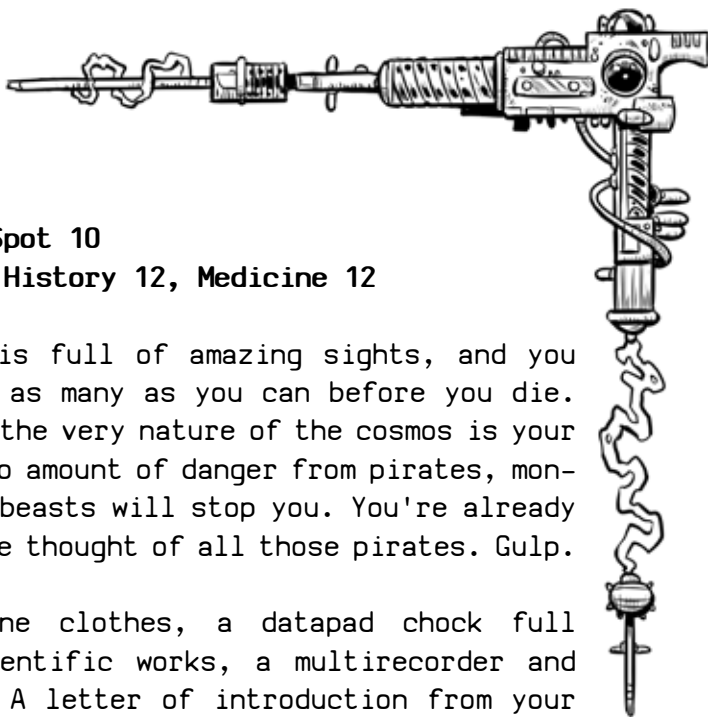 Spot 10
History 12, Medicine 12
is full of amazing sights, and you
as many as you can before you die.
the very nature of the cosmos is your
o amount of danger from pirates, mon-
beasts will stop you. You're already
e thought of all those pirates. Gulp.
ne clothes, a datapad chock full
entific works, a multirecorder and
A letter of introduction from your